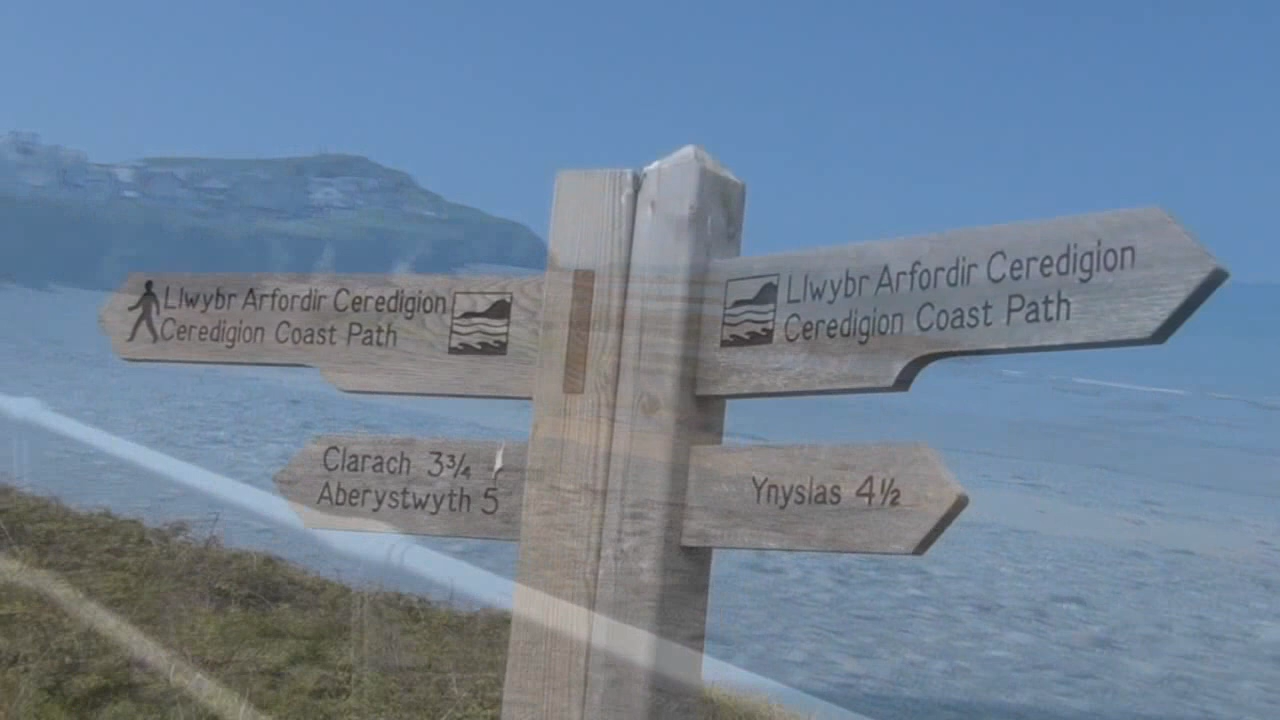 Llwybr Arfordir Ceredigion
Ceredigion Coast Path
Llwybr Arfordir Ceredigion
Ceredigion Coast Path
Clarach 3¾
Aberystwyth 5
Ynyslas 4½